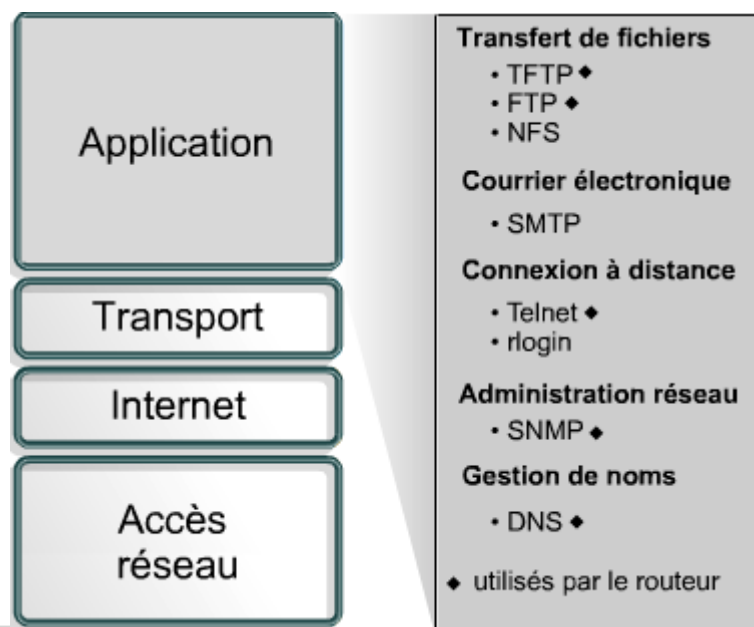 Application
Transport
Internet
Accès
réseau
Transfert de fichiers
• TFTP ◆
• FTP ◆
• NFS
Courrier électronique
• SMTP
Connexion à distance
• Telnet ◆
• rlogin
Administration réseau
• SNMP ◆
Gestion de noms
• DNS ◆
◆ utilisés par le routeur